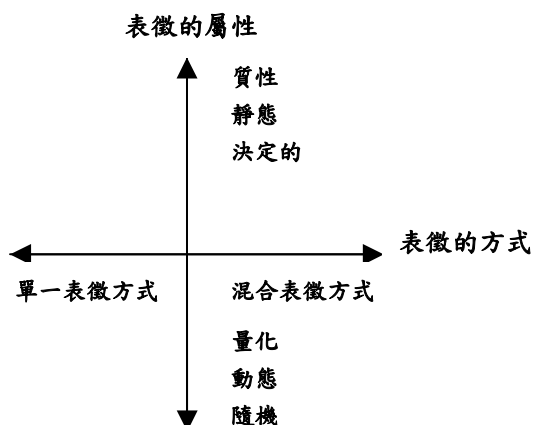 表徵的屬性
質性
靜態
決定的
表徵的方式
單一表徵方式
混合表徵方式
量化
動態
隨機